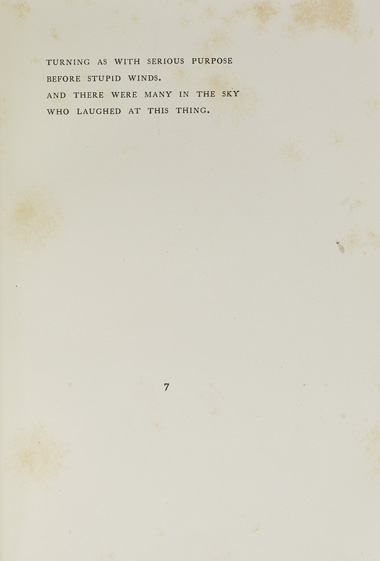 TURNING AS WITH SERIOUS PURPOSE
BEFORE STUPID WINDS.
AND THERE WERE MANY IN THE SKY
WHO LAUGHED AT THIS THING.
7